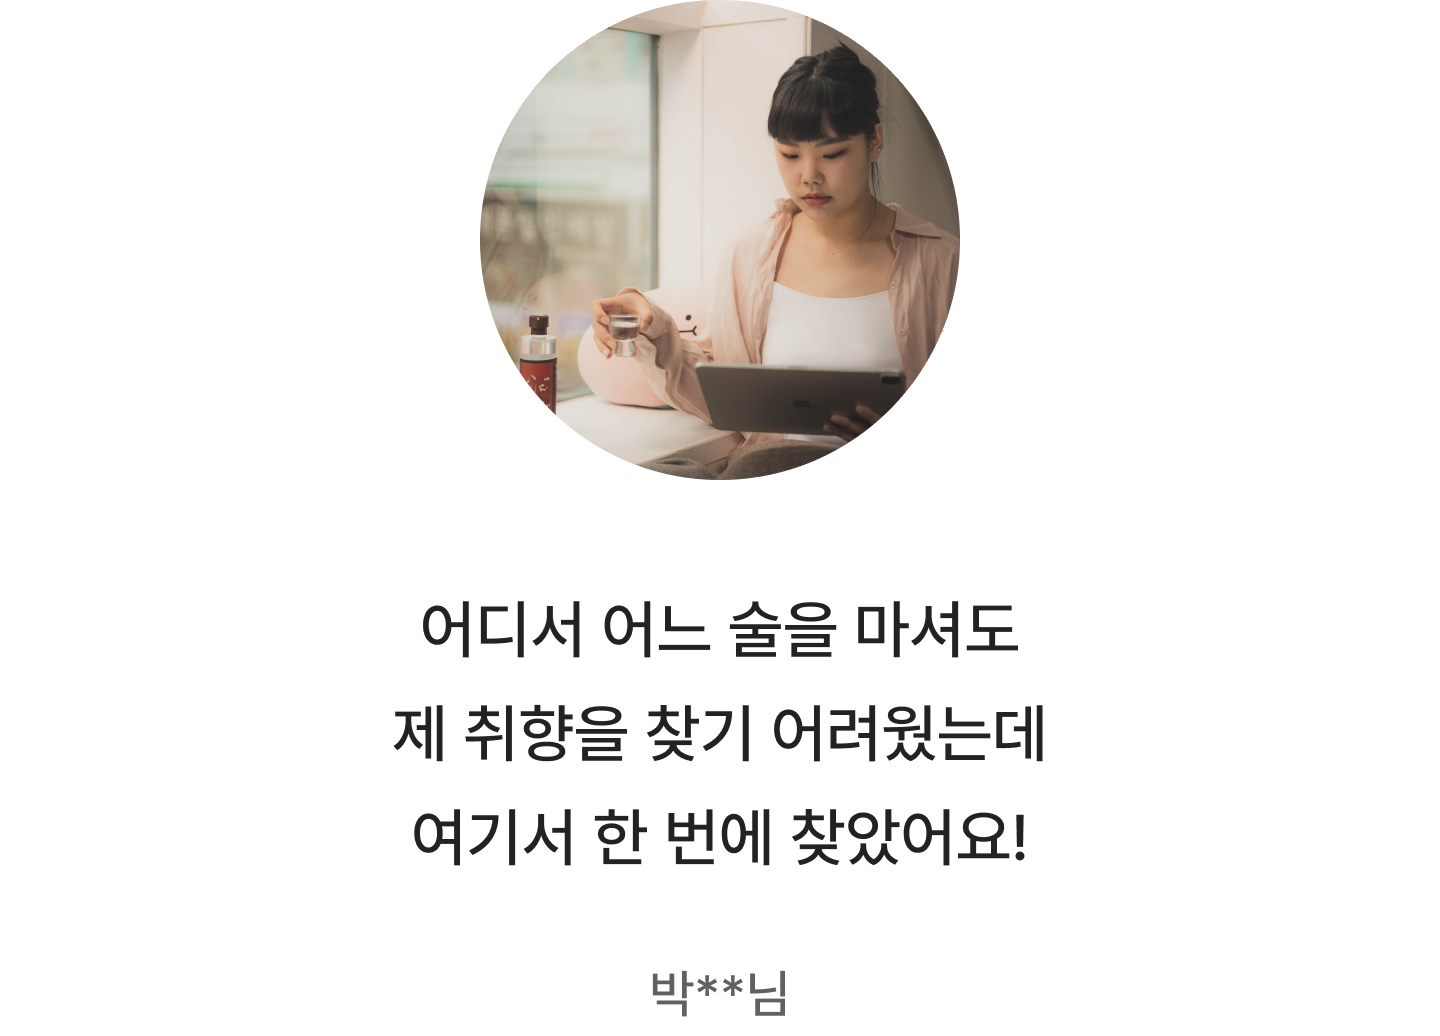 어디서 어느 술을 마셔도
제 취향을 찾기 어려웠는데
여기서 한 번에 찾았어요!
박**님